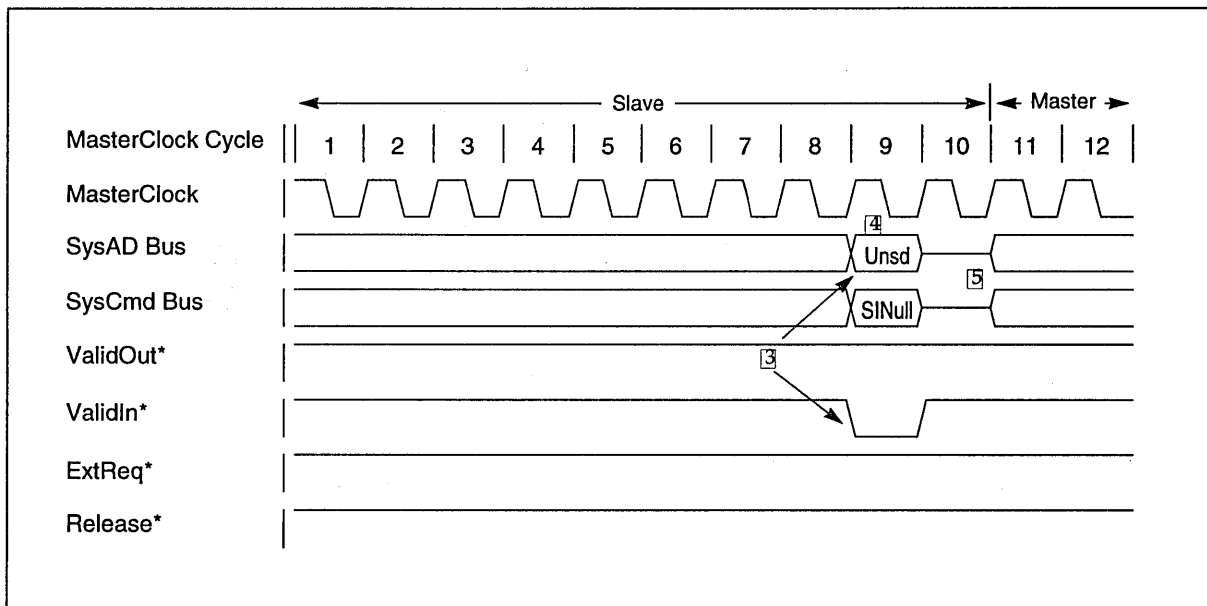 Slave Master
MasterClock Cycle 1 2 3 4 5 6 7 8 9 10 11 12
MasterClock
4
SysAD Bus Unsd
5
SysCmd Bus SINull
ValidOut*
3
ValidIn*
ExtReq*
Release*